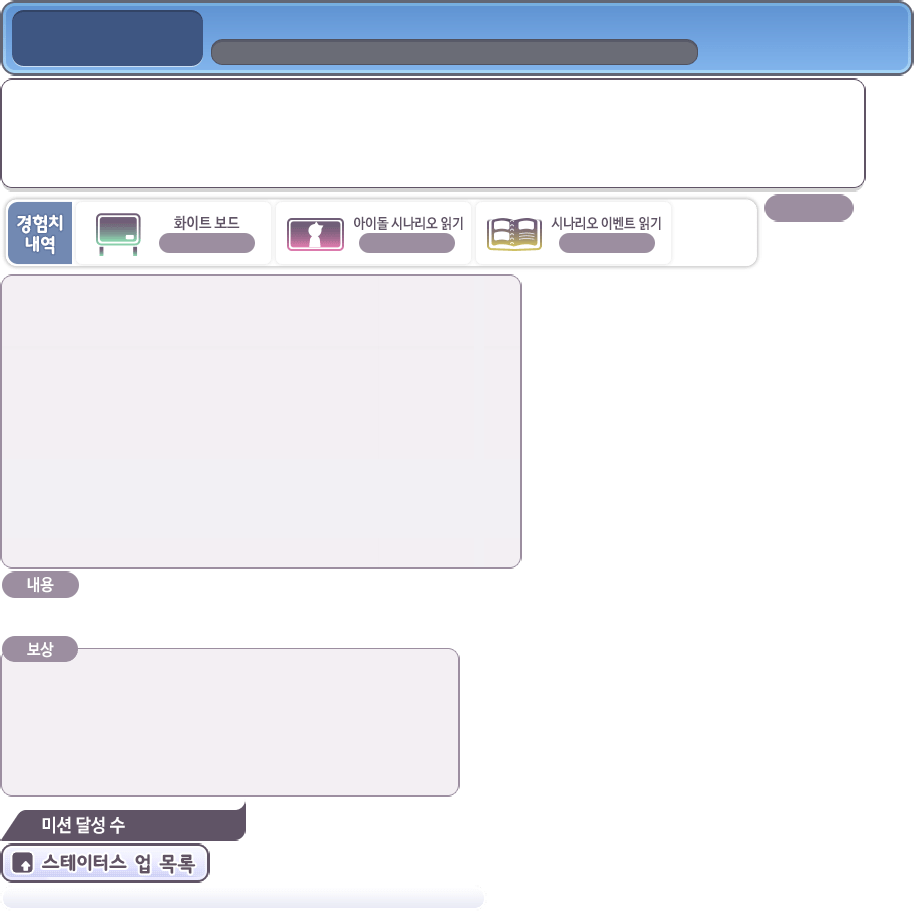 경험치
내역
화이트 보드
아이돌 시나리오 읽기
시나리오 이벤트 읽기
내용
보상
미션 달성 수
스테이터스 업 목록